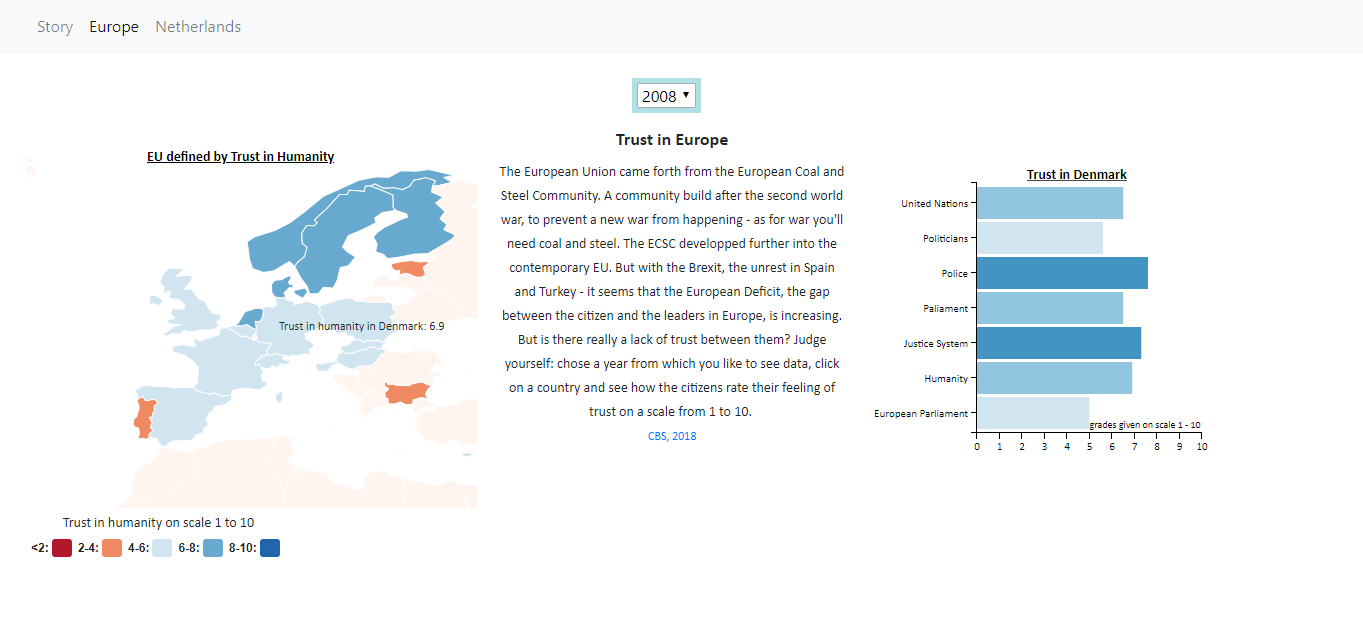 Story Europe Netherlands
2008
EU defined by Trust in Humanity
Trust in humanity in Denmark: 6.9
Trust in humanity on scale 1 to 10
<2: 2-4: 4-6: 6-8: 8-10:
Trust in Europe
The European Union came forth from the European Coal and
Steel Community. A community build after the second world
war, to prevent a new war from happening - as for war you'll
need coal and steel. The ECSC developped further into the
contemporary EU. But with the Brexit, the unrest in Spain
and Turkey - it seems that the European Deficit, the gap
between the citizen and the leaders in Europe, is increasing.
But is there really a lack of trust between them? Judge
yourself: chose a year from which you like to see data, click
on a country and see how the citizens rate their feeling of
trust on a scale from 1 to 10.
CBS, 2018
Trust in Denmark
United Nations
Politicians
Police
Paliament
Justice System
Humanity
European Parliament
grades given on scale 1 - 10
0 1 2 3 4 5 6 7 8 9 10